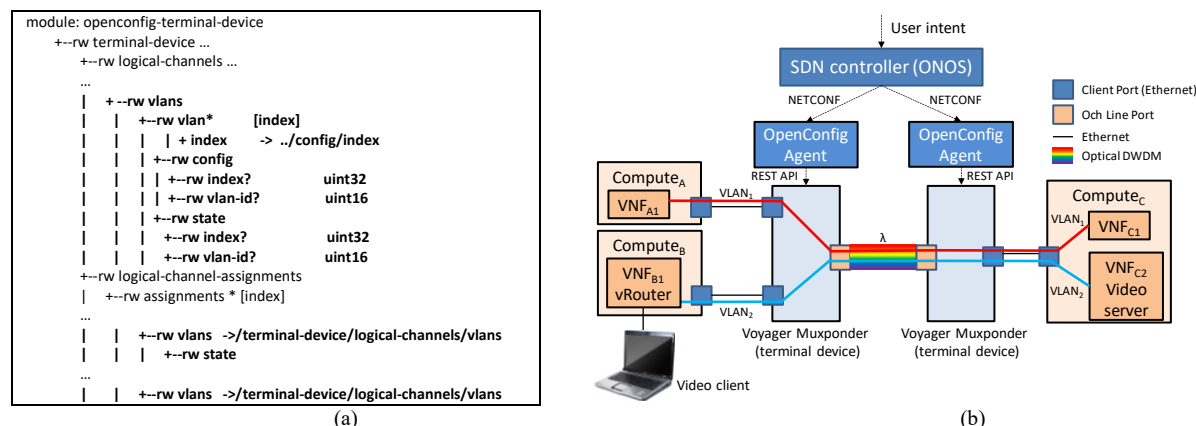 module: openconfig-terminal-device
+--rw terminal-device ...
+--rw logical-channels ...
...
| + --rw vlans
| | +--rw vlan* [index]
| | | | + index -> ../config/index
| | | +--rw config
| | | | +--rw index? uint32
| | | | +--rw vlan-id? uint16
| | | +--rw state
| | | +--rw index? uint32
| | | +--rw vlan-id? uint16
+--rw logical-channel-assignments
| +--rw assignments * [index]
...
| | +--rw vlans ->/terminal-device/logical-channels/vlans
| | | +--rw state
...
| | +--rw vlans ->/terminal-device/logical-channels/vlans
(a)
User intent
SDN controller (ONOS)
NETCONF NETCONF
OpenConfig Agent
OpenConfig Agent
REST API REST API
Client Port (Ethernet)
Och Line Port
Ethernet
Optical DWDM
ComputeA
VNFA1
VLAN1
ComputeB
VNFB1
vRouter
VLAN2
λ
ComputeC
VLAN1
VNFC1
VLAN2
VNFC2
Video
server
Voyager Muxponder
(terminal device)
Voyager Muxponder
(terminal device)
Video client
(b)